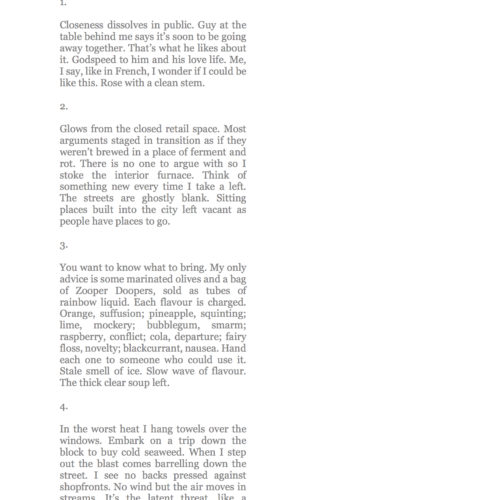 1.
Closeness dissolves in public. Guy at the
table behind me says it's soon to be going
away together. That's what he likes about
it. Godspeed to him and his love life. Me,
I say, like in French, I wonder if I could be
like this. Rose with a clean stem.
2.
Glows from the closed retail space. Most
arguments staged in transition as if they
weren't brewed in a place of ferment and
rot. There is no one to argue with so I
stoke the interior furnace. Think of
something new every time I take a left.
The streets are ghostly blank. Sitting
places built into the city left vacant as
people have places to go.
3.
You want to know what to bring. My only
advice is some marinated olives and a bag
of Zooper Doopers, sold as tubes of
rainbow liquid. Each flavour is charged.
Orange, suffusion; pineapple, squinting;
lime, mockery; bubblegum, smarm;
raspberry, conflict; cola, departure; fairy
floss, novelty; blackcurrant, nausea. Hand
each one to someone who could use it.
Stale smell of ice. Slow wave of flavour.
The thick clear soup left.
4.
In the worst heat I hang towels over the
windows. Embark on a trip down the
block to buy cold seaweed. When I step
out the blast comes barrelling down the
street. I see no backs pressed against
shopfronts. No wind but the air moves in
streams. It's the latent threat, like a